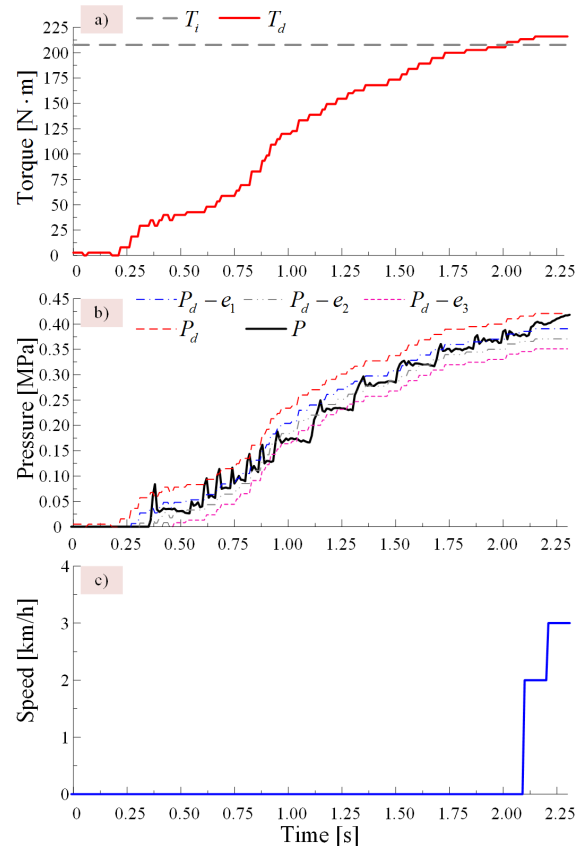 a) T_i T_d
Torque [N·m]
225
200
175
150
125
100
75
50
25
0
0 0.25 0.50 0.75 1.00 1.25 1.50 1.75 2.00 2.25
b) P_d − e_1 P_d − e_2 P_d − e_3
P_d P
Pressure [MPa]
0.45
0.40
0.35
0.30
0.25
0.20
0.15
0.10
0.05
0
0 0.25 0.50 0.75 1.00 1.25 1.50 1.75 2.00 2.25
c)
Speed [km/h]
4
3
2
1
0
0 0.25 0.50 0.75 1.00 1.25 1.50 1.75 2.00 2.25
Time [s]